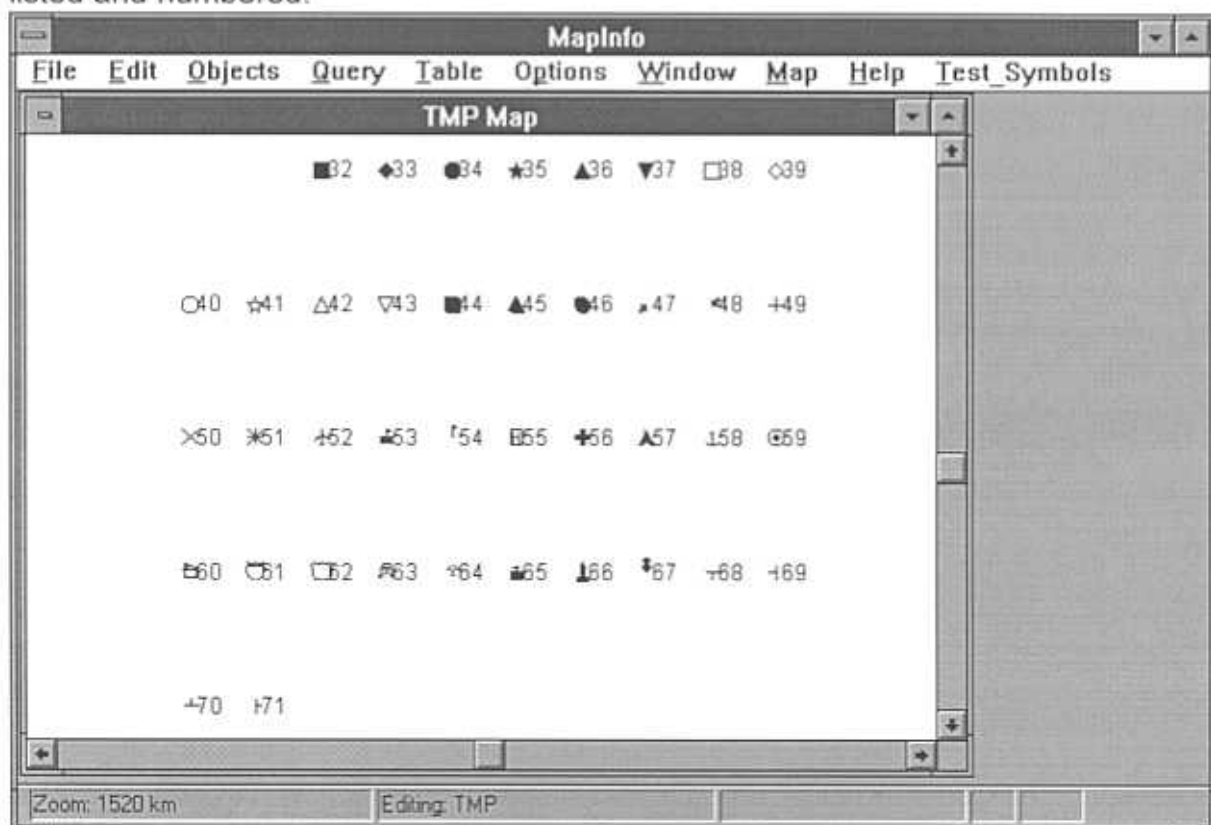 listed and numbered.
MapInfo
File Edit Objects Query Table Options Window Map Help Test_Symbols
TMP Map
32 33 34 35 36 37 38 39
40 41 42 43 44 45 46 47 48 49
50 51 52 53 54 55 56 57 58 59
60 61 62 63 64 65 66 67 68 69
70 71
Zoom: 1520 km Editing: TMP